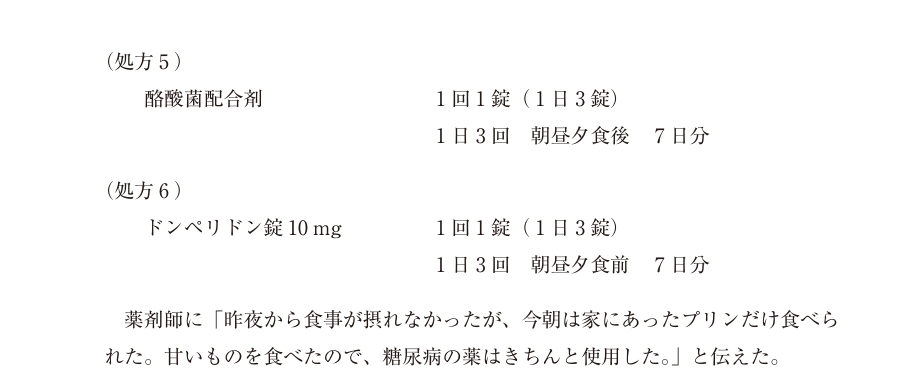 （処方５）
酪酸菌配合剤　１回１錠（１日３錠）
１日３回　朝昼夕食後　７日分
（処方６）
ドンペリドン錠 10 mg　１回１錠（１日３錠）
１日３回　朝昼夕食前　７日分
薬剤師に「昨夜から食事が摂れなかったが、今朝は家にあったプリンだけ食べら
れた。甘いものを食べたので、糖尿病の薬はきちんと使用した。」と伝えた。